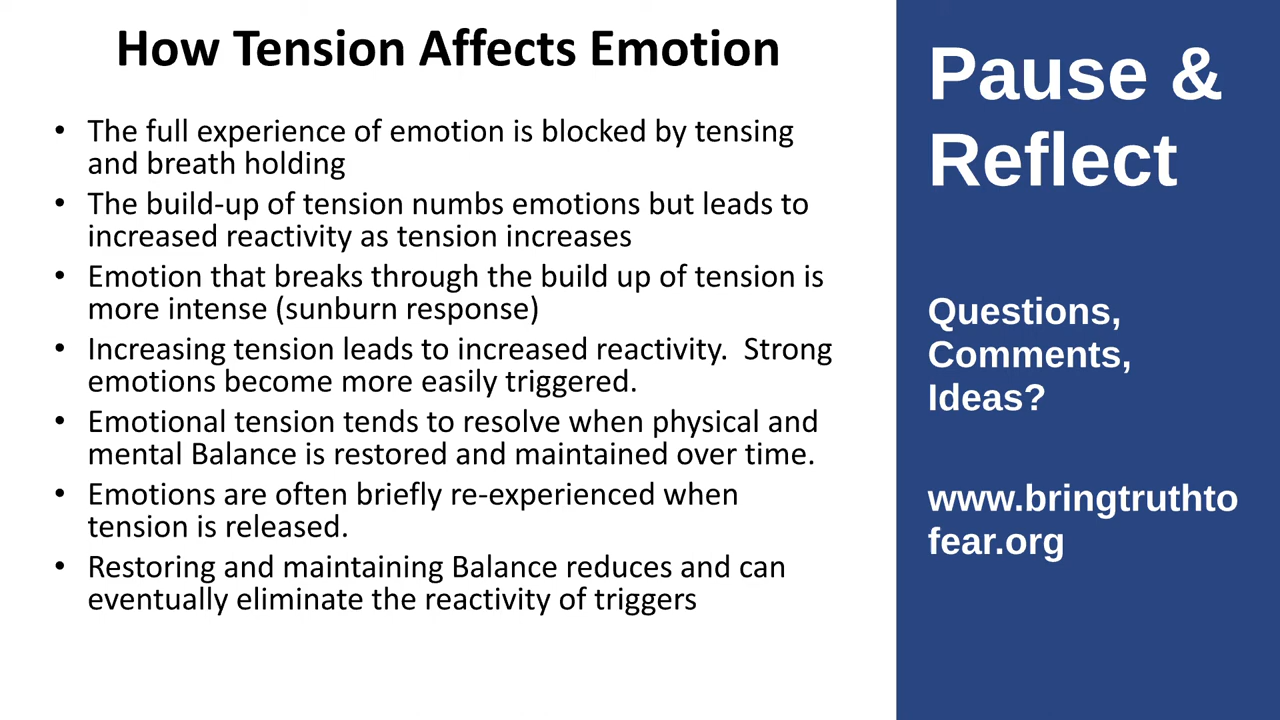 How Tension Affects Emotion
• The full experience of emotion is blocked by tensing
and breath holding
• The build-up of tension numbs emotions but leads to
increased reactivity as tension increases
• Emotion that breaks through the build up of tension is
more intense (sunburn response)
• Increasing tension leads to increased reactivity.  Strong
emotions become more easily triggered.
• Emotional tension tends to resolve when physical and
mental Balance is restored and maintained over time.
• Emotions are often briefly re-experienced when
tension is released.
• Restoring and maintaining Balance reduces and can
eventually eliminate the reactivity of triggers
Pause &
Reflect
Questions,
Comments,
Ideas?
www.bringtruthto
fear.org